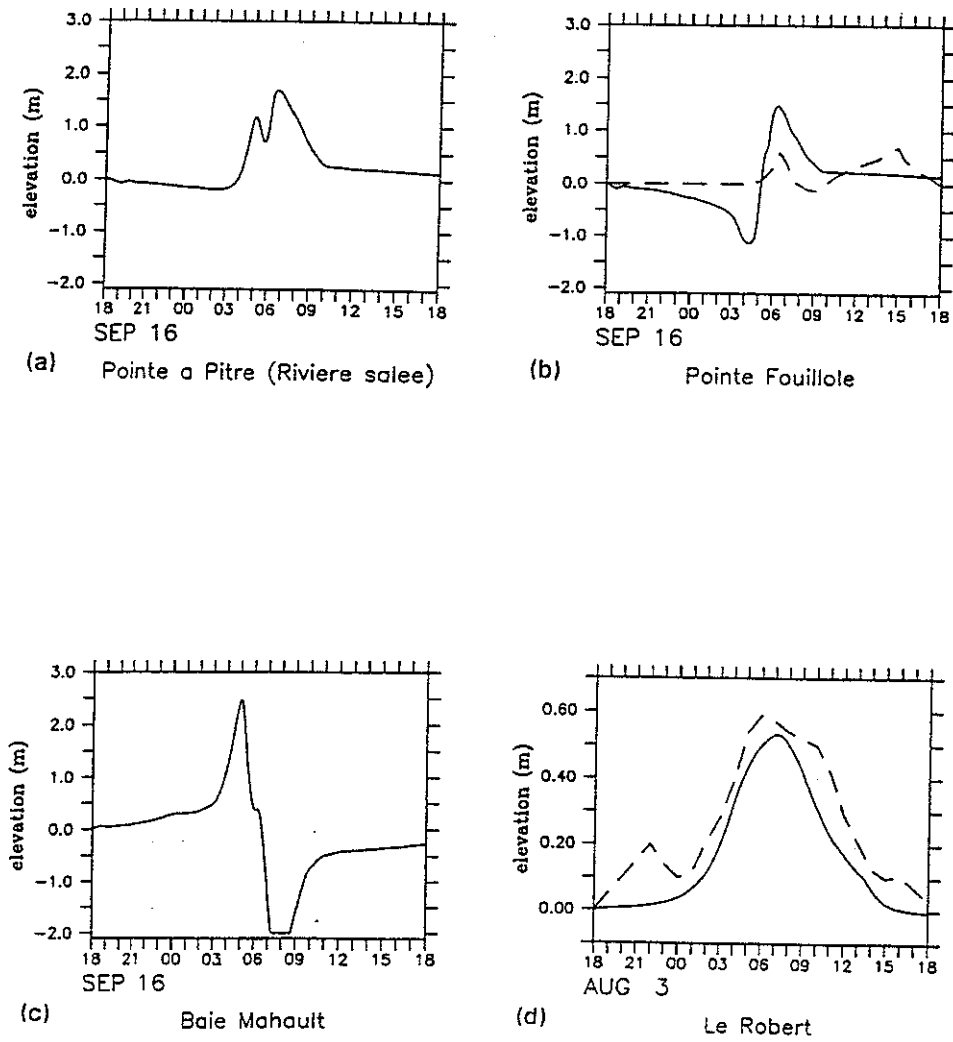 3.0
2.0
1.0
0.0
−1.0
−2.0
elevation (m)
18 21 00 03 06 09 12 15 18
SEP 16
(a) Pointe a Pitre (Riviere salee)
3.0
2.0
1.0
0.0
−1.0
−2.0
elevation (m)
18 21 00 03 06 09 12 15 18
SEP 16
(b) Pointe Fouillole
3.0
2.0
1.0
0.0
−1.0
−2.0
elevation (m)
18 21 00 03 06 09 12 15 18
SEP 16
(c) Baie Mahault
0.60
0.40
0.20
0.00
elevation (m)
18 21 00 03 06 09 12 15 18
AUG 3
(d) Le Robert